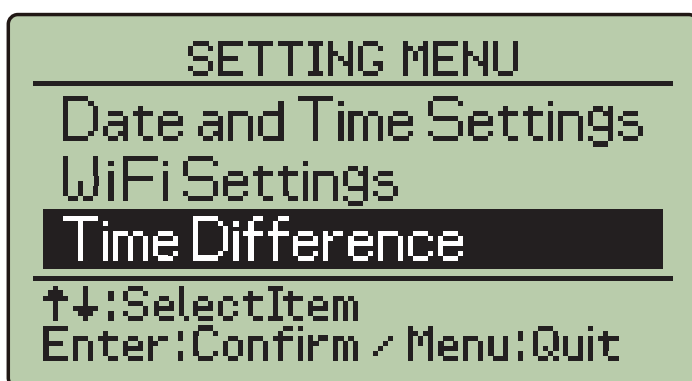 SETTING MENU
Date and Time Settings
WiFi Settings
Time Difference
↑↓:SelectItem
Enter:Confirm / Menu:Quit